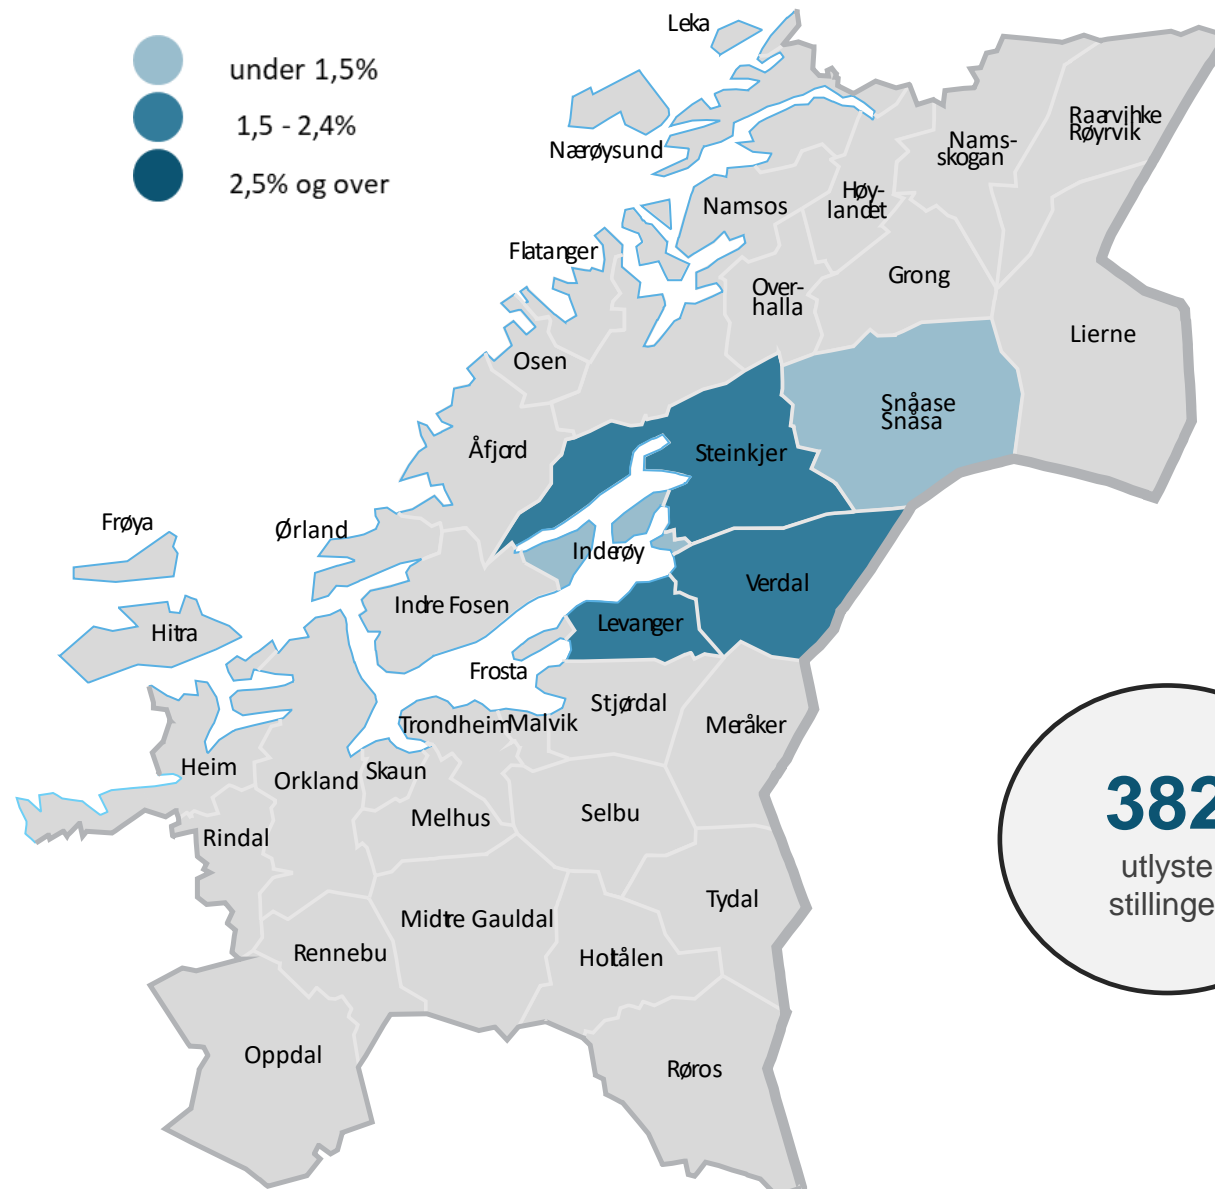 Leka
under 1,5%
1,5 - 2,4%
2,5% og over
Nærøysund
Raarvihke
Røyrvik
Nams-
skogan
Namsos
Høy-
landet
Flatanger
Grong
Over-
halla
Lierne
Osen
Snåase
Snåsa
Åfjord
Steinkjer
Frøya
Ørland
Inderøy
Verdal
Indre Fosen
Hitra
Levanger
Frosta
Stjørdal
Trondheim
Malvik
Meråker
Heim
Skaun
Orkland
Melhus
Selbu
Rindal
382
utlyste
stillinge
Tydal
Midtre Gauldal
Rennebu
Holtålen
Oppdal
Røros